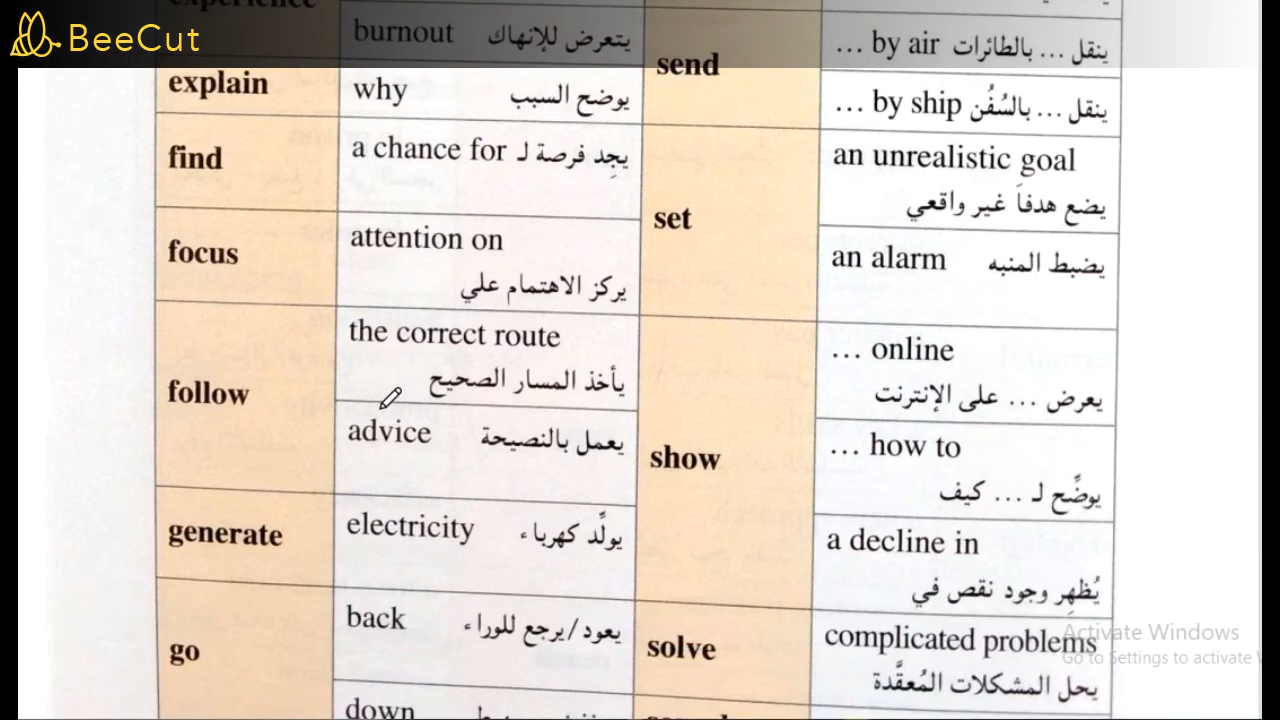 BeeCut
experience
burnout يتعرض للإنهاك
explain
why يوضح السبب
find
a chance for يجِد فرصة لـ
focus
attention on
يركز الاهتمام علي
follow
the correct route
يأخذ المسار الصحيح
advice يعمل بالنصيحة
generate
electricity يولِّد كهرباء
go
back يعود/يرجع للوراء
down
send
... by air ينقل ... بالطائرات
... by ship ينقل ... بالسُفُن
set
an unrealistic goal
يضع هدفاَ غير واقعي
an alarm يضبط المنبه
show
... online
يعرض ... على الإنترنت
... how to
يوضِّح لـ ... كيف
a decline in
يُظهِر وجود نقص في
solve
complicated problems
يحل المشكلات المُعقَّدة
Activate Windows
Go to Settings to activate